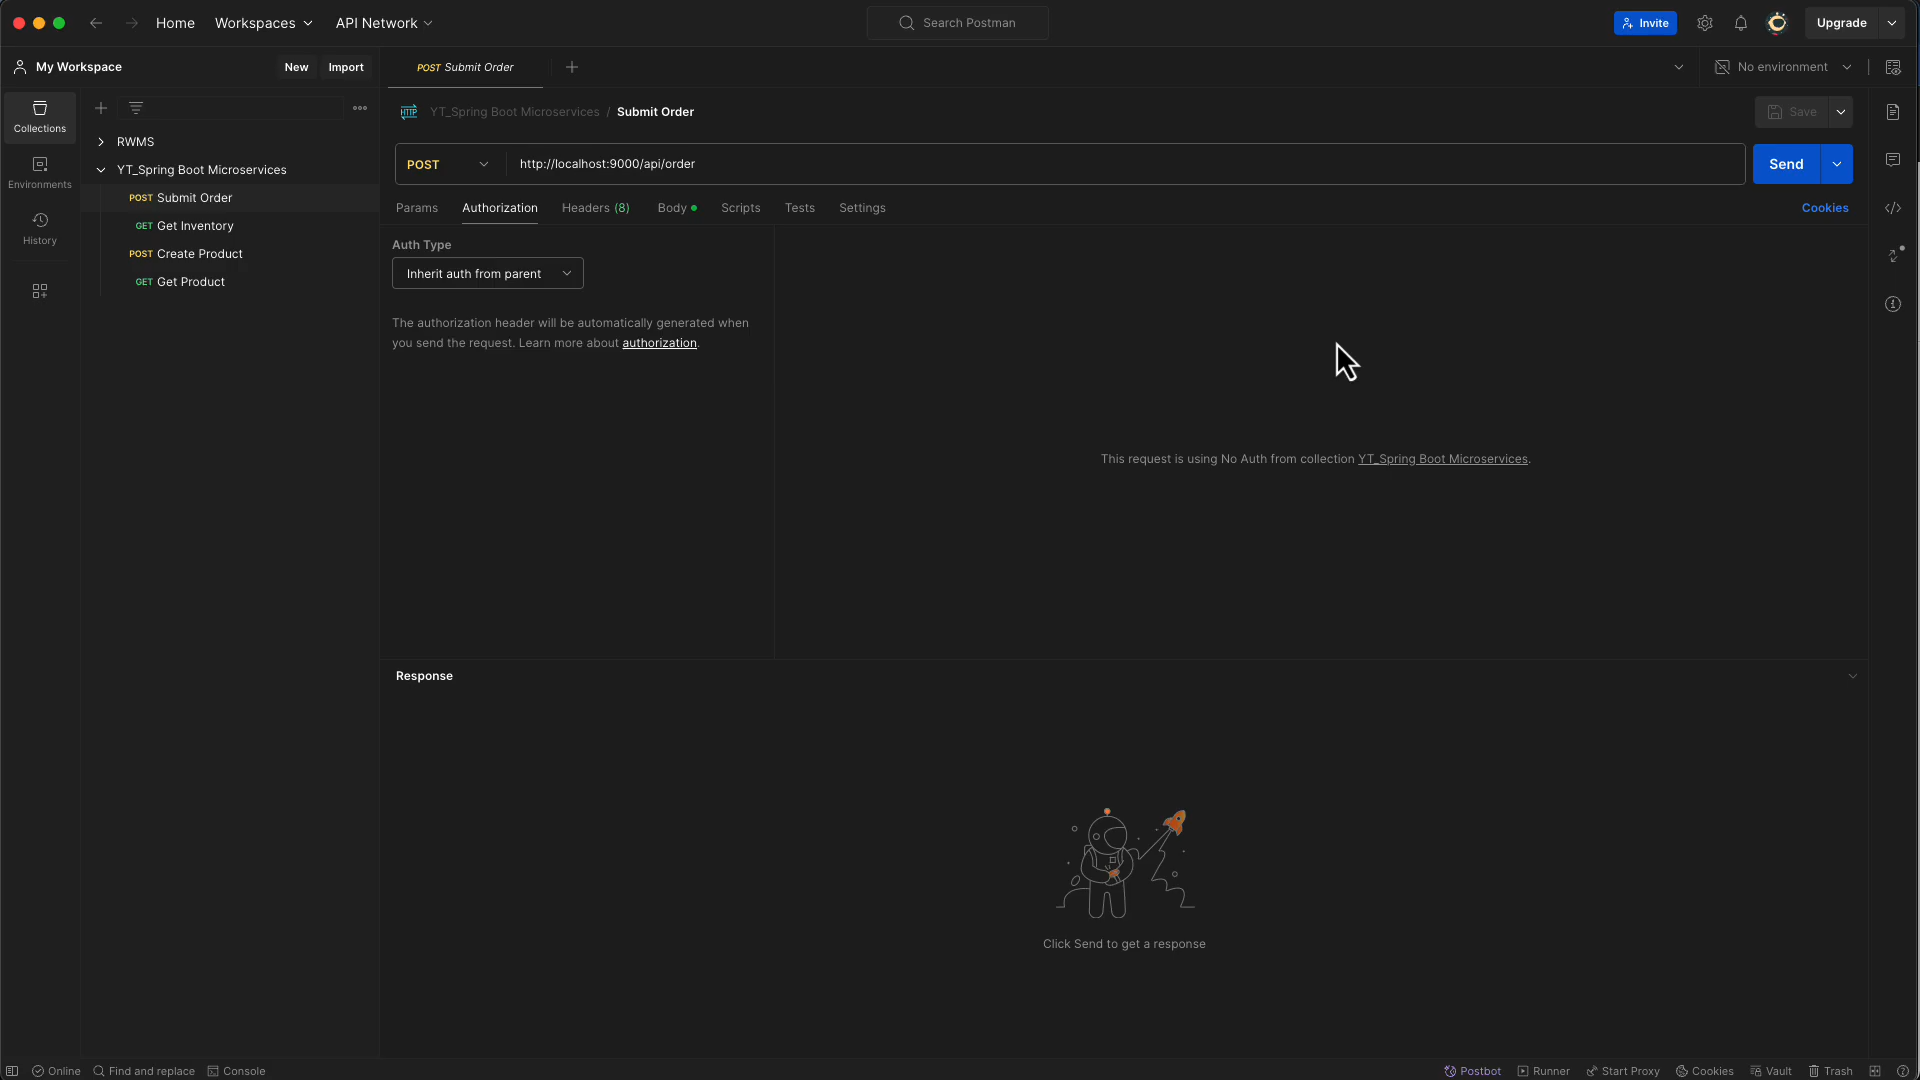 Home Workspaces API Network Search Postman Invite Upgrade
My Workspace New Import POST Submit Order No environment
HTTP YT_Spring Boot Microservices / Submit Order Save
Collections
RWMS
POST http://localhost:9000/api/order Send
YT_Spring Boot Microservices
Environments
POST Submit Order
Params Authorization Headers (8) Body Scripts Tests Settings Cookies
GET Get Inventory
History
Auth Type
POST Create Product
Inherit auth from parent
GET Get Product
The authorization header will be automatically generated when
you send the request. Learn more about authorization.
This request is using No Auth from collection YT_Spring Boot Microservices.
Response
Click Send to get a response
Online Find and replace Console Postbot Runner Start Proxy Cookies Vault Trash